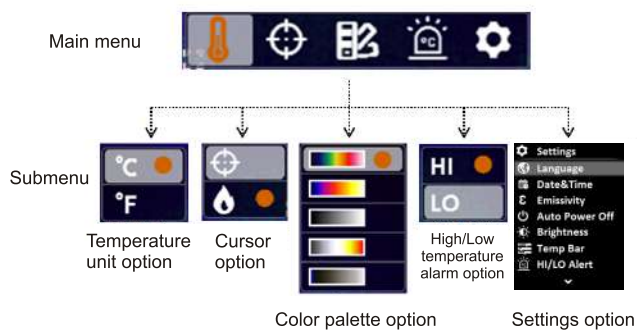 Main menu
°C
Submenu
°C
°F
HI
LO
Settings
Language
Date&Time
Ɛ Emissivity
Auto Power Off
Brightness
Temp Bar
HI/LO Alert
Temperature
unit option
Cursor
option
High/Low
temperature
alarm option
Color palette option
Settings option